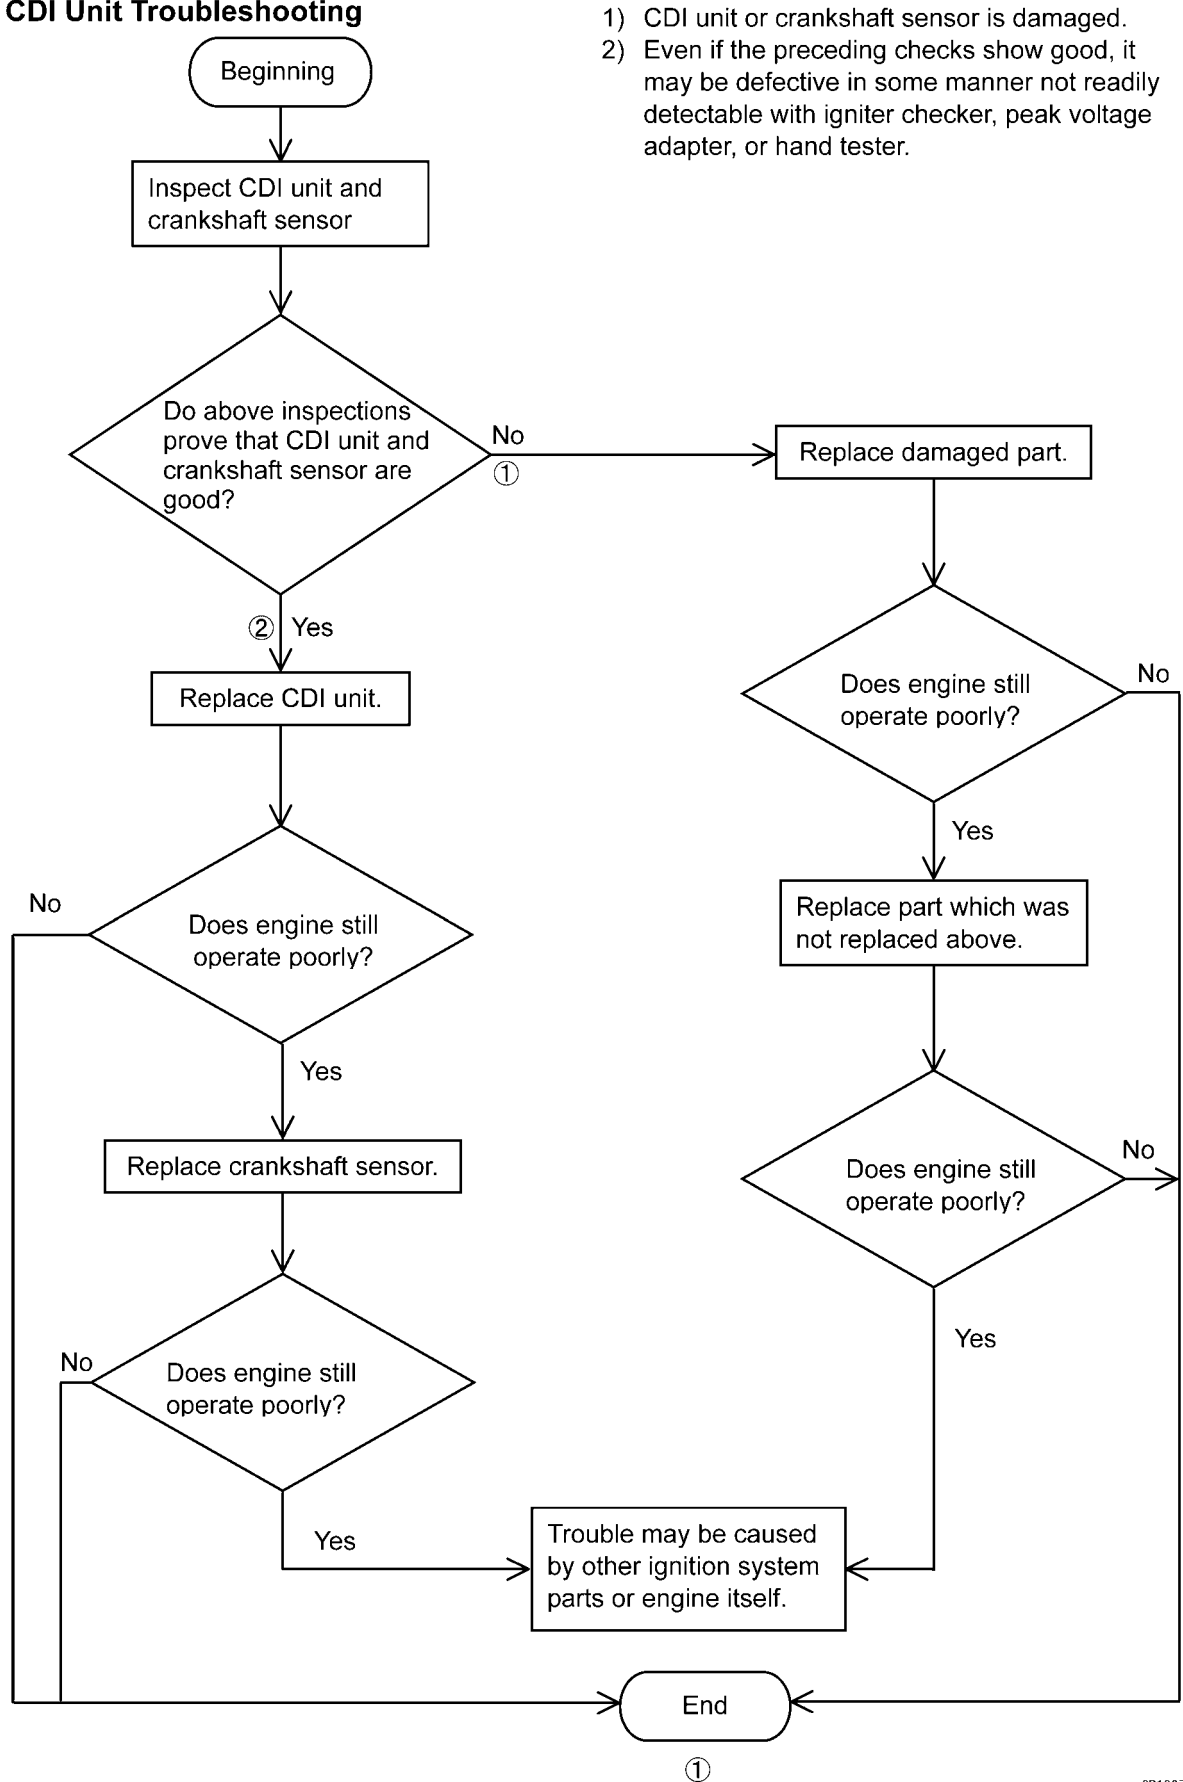 CDI Unit Troubleshooting
1) CDI unit or crankshaft sensor is damaged.
2) Even if the preceding checks show good, it
may be defective in some manner not readily
detectable with igniter checker, peak voltage
adapter, or hand tester.
Beginning
Inspect CDI unit and
crankshaft sensor
Do above inspections
prove that CDI unit and
crankshaft sensor are
good?
No
①
Replace damaged part.
② Yes
Replace CDI unit.
Does engine still
operate poorly?
No
Yes
Replace part which was
not replaced above.
No
Does engine still
operate poorly?
Yes
Replace crankshaft sensor.
Does engine still
operate poorly?
No
Yes
No
Does engine still
operate poorly?
Yes
Trouble may be caused
by other ignition system
parts or engine itself.
End
①